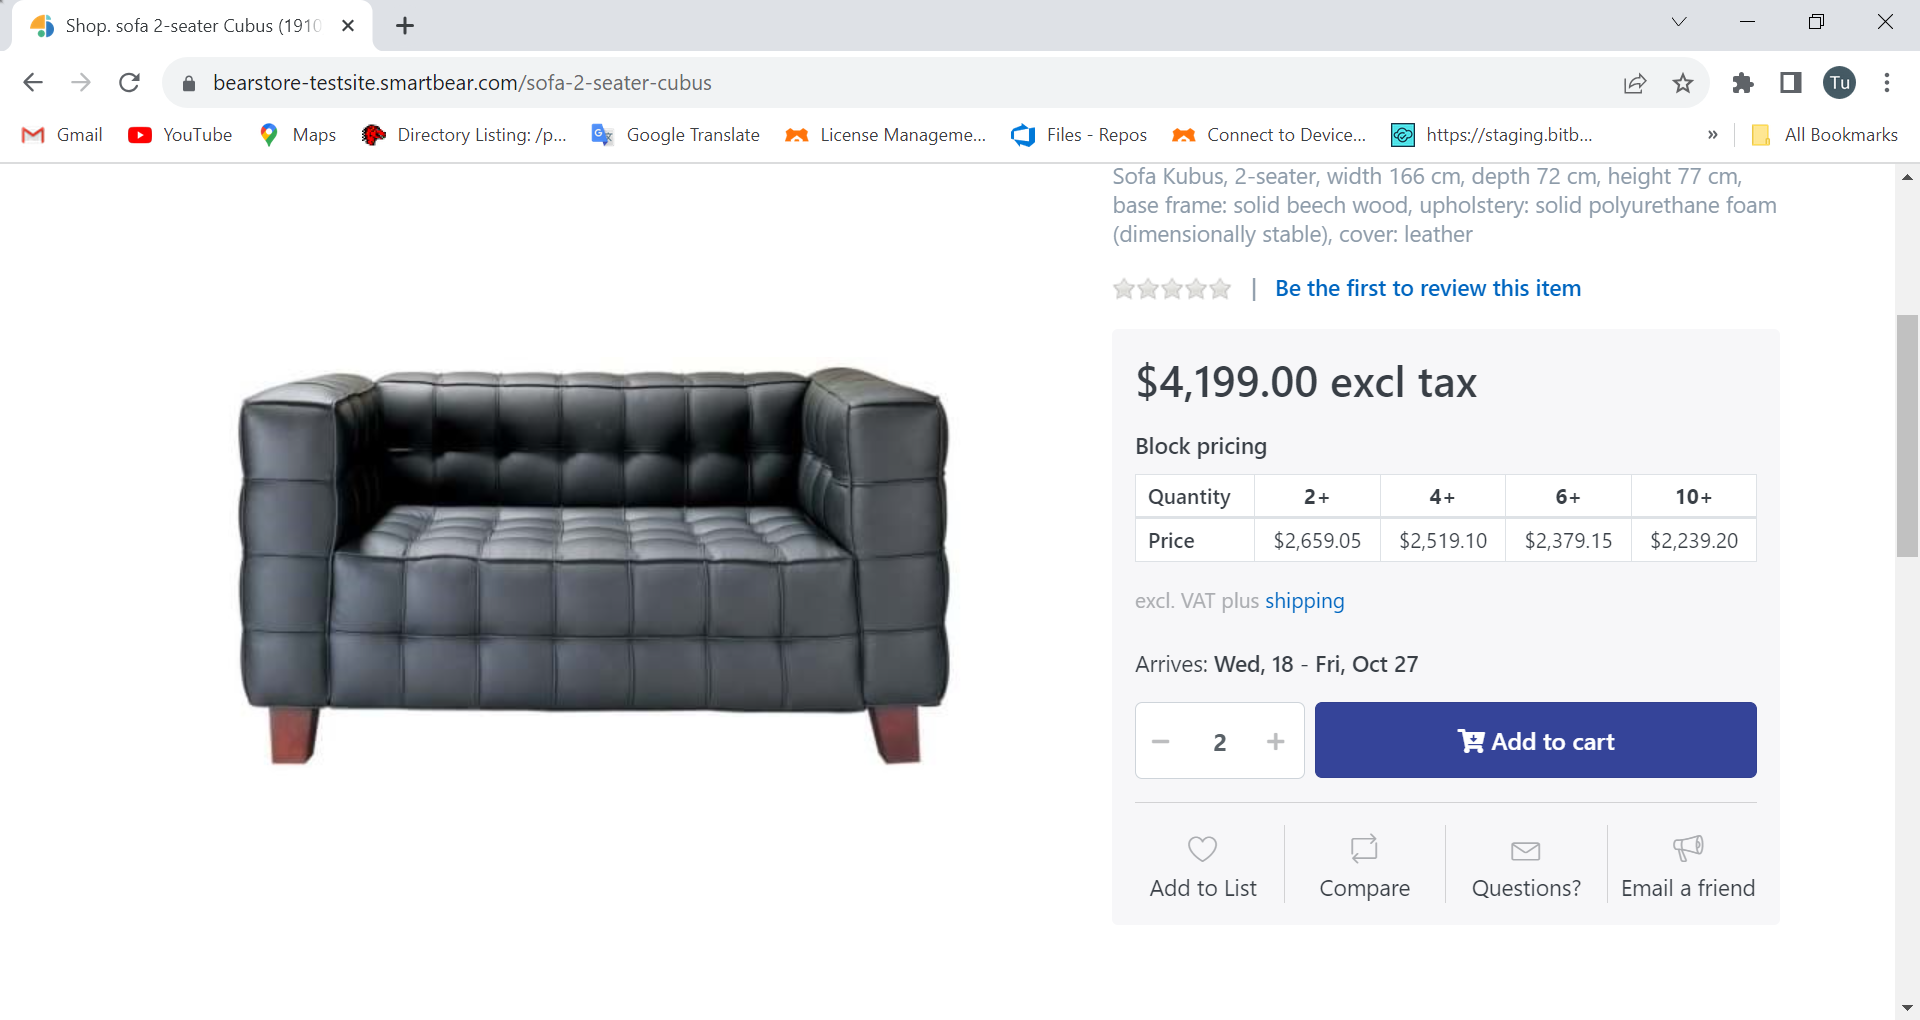 Shop. sofa 2-seater Cubus (1910
bearstore-testsite.smartbear.com/sofa-2-seater-cubus
Tu
Gmail
YouTube
Maps
Directory Listing: /p...
Google Translate
License Manageme...
Files - Repos
Connect to Device...
https://staging.bitb...
»
All Bookmarks
Sofa Kubus, 2-seater, width 166 cm, depth 72 cm, height 77 cm,
base frame: solid beech wood, upholstery: solid polyurethane foam
(dimensionally stable), cover: leather
| Be the first to review this item
$4,199.00 excl tax
Block pricing
Quantity 2+ 4+ 6+ 10+
Price $2,659.05 $2,519.10 $2,379.15 $2,239.20
excl. VAT plus shipping
Arrives: Wed, 18 - Fri, Oct 27
− 2 +
Add to cart
Add to List
Compare
Questions?
Email a friend